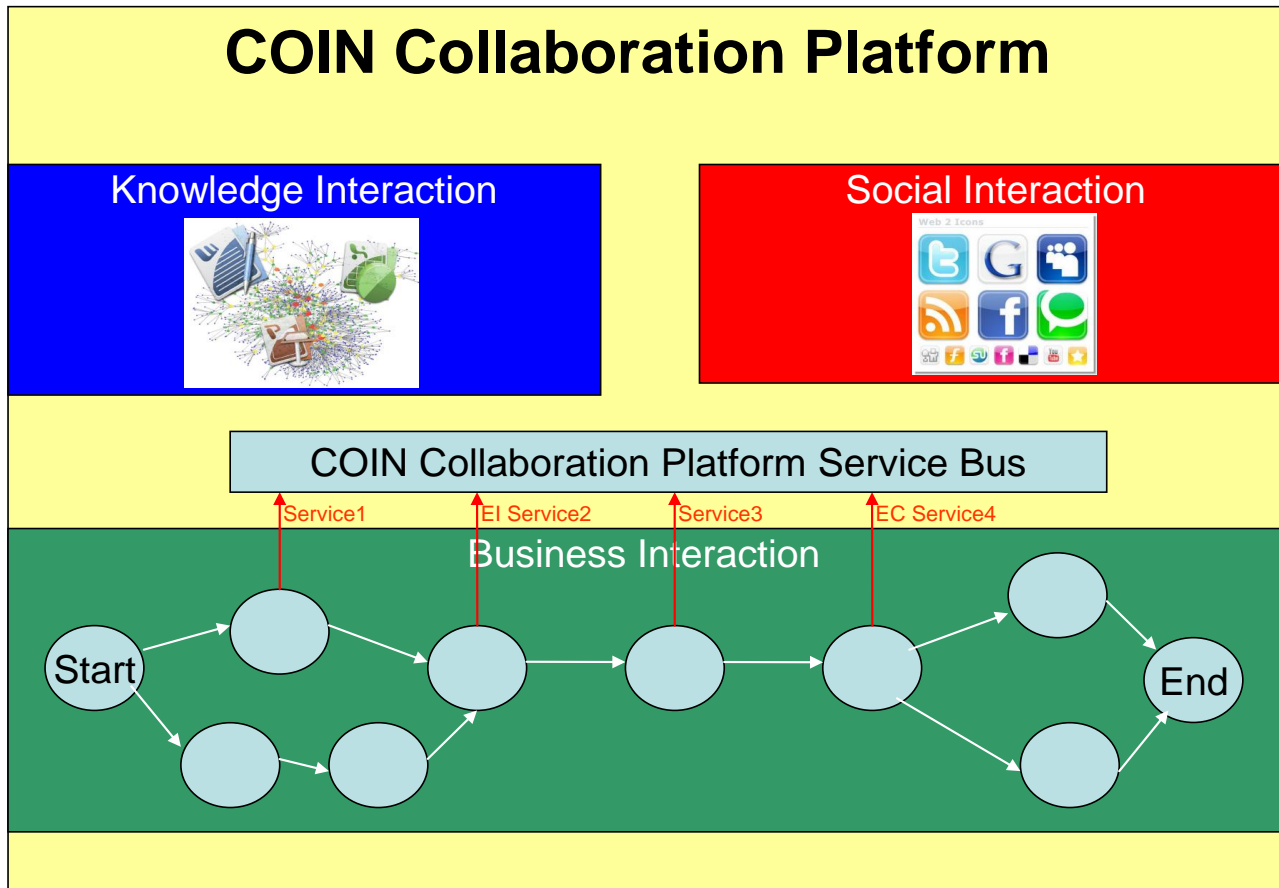 COIN Collaboration Platform
Knowledge Interaction
Social Interaction
Web 2 Icons
COIN Collaboration Platform Service Bus
Service1
EI Service2
Service3
EC Service4
Business Interaction
Start
End